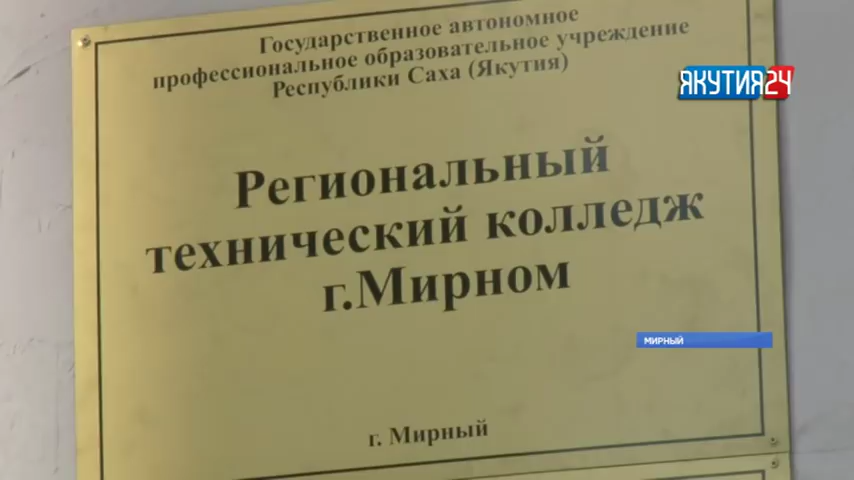 Государственное автономное
профессиональное образовательное учреждение
Республики Саха (Якутия)
ЯКУТИЯ24
Региональный
технический колледж
г.Мирном
МИРНЫЙ
г. Мирный